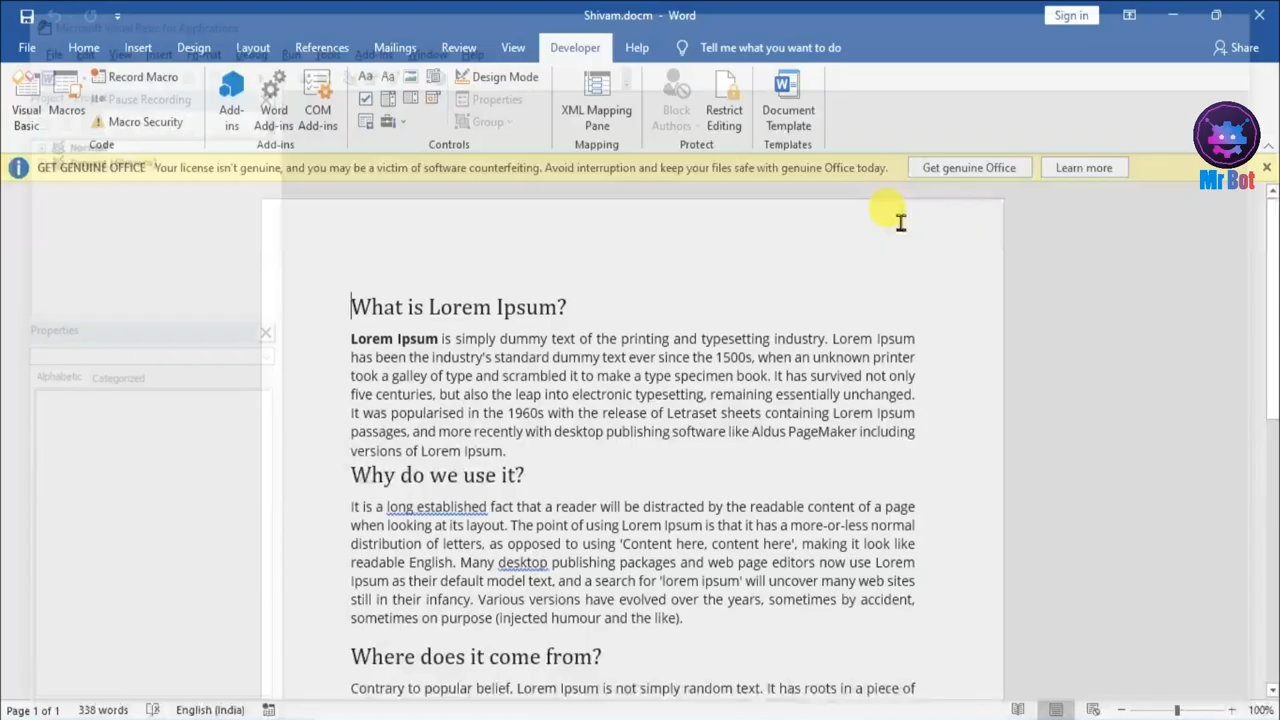 Shivam.docm - Word
Sign in
Microsoft Visual Basic for Applications
File Home Insert Design Layout References Mailings Review View Developer Help Tell me what you want to do Share
Visual Basic
Macros
Record Macro
Pause Recording
Macro Security
Code
Add-ins
Word Add-ins
COM Add-ins
Add-ins
Aa Aa
Design Mode
Properties
Group
Controls
XML Mapping Pane
Mapping
Block Authors
Restrict Editing
Protect
Document Template
Templates
GET GENUINE OFFICE Your license isn't genuine, and you may be a victim of software counterfeiting. Avoid interruption and keep your files safe with genuine Office today. Get genuine Office Learn more
Mr Bot
Properties
Alphabetic Categorized
What is Lorem Ipsum?
Lorem Ipsum is simply dummy text of the printing and typesetting industry. Lorem Ipsum
has been the industry's standard dummy text ever since the 1500s, when an unknown printer
took a galley of type and scrambled it to make a type specimen book. It has survived not only
five centuries, but also the leap into electronic typesetting, remaining essentially unchanged.
It was popularised in the 1960s with the release of Letraset sheets containing Lorem Ipsum
passages, and more recently with desktop publishing software like Aldus PageMaker including
versions of Lorem Ipsum.
Why do we use it?
It is a long established fact that a reader will be distracted by the readable content of a page
when looking at its layout. The point of using Lorem Ipsum is that it has a more-or-less normal
distribution of letters, as opposed to using 'Content here, content here', making it look like
readable English. Many desktop publishing packages and web page editors now use Lorem
Ipsum as their default model text, and a search for 'lorem ipsum' will uncover many web sites
still in their infancy. Various versions have evolved over the years, sometimes by accident,
sometimes on purpose (injected humour and the like).
Where does it come from?
Contrary to popular belief, Lorem Ipsum is not simply random text. It has roots in a piece of
Page 1 of 1 338 words English (India) 100%